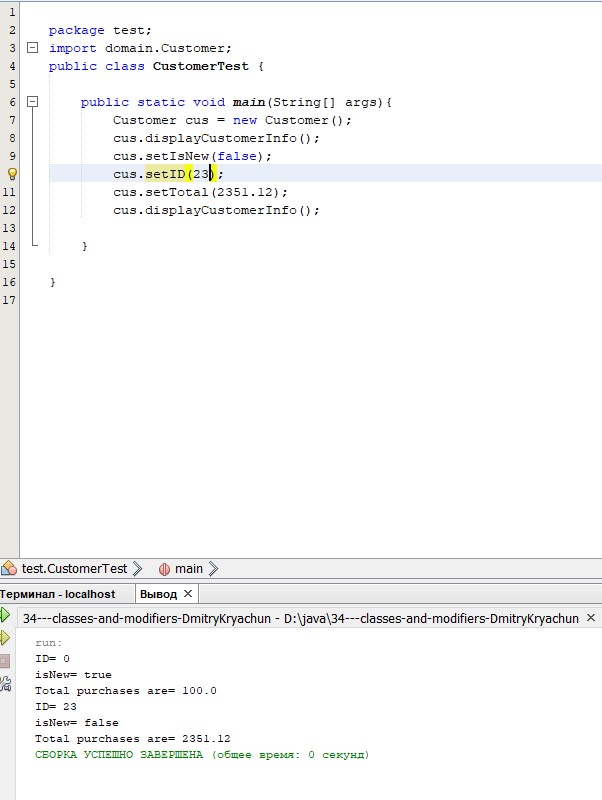 1
2 package test;
3 import domain.Customer;
4 public class CustomerTest {
5
6 public static void main(String[] args){
7 Customer cus = new Customer();
8 cus.displayCustomerInfo();
9 cus.setIsNew(false);
cus.setID(23);
11 cus.setTotal(2351.12);
12 cus.displayCustomerInfo();
13
14 }
15
16 }
17
test.CustomerTest main
Терминал - localhost Вывод
34---classes-and-modifiers-DmitryKryachun - D:\java\34---classes-and-modifiers-DmitryKryachun
run:
ID= 0
isNew= true
Total purchases are= 100.0
ID= 23
isNew= false
Total purchases are= 2351.12
СБОРКА УСПЕШНО ЗАВЕРШЕНА (общее время: 0 секунд)